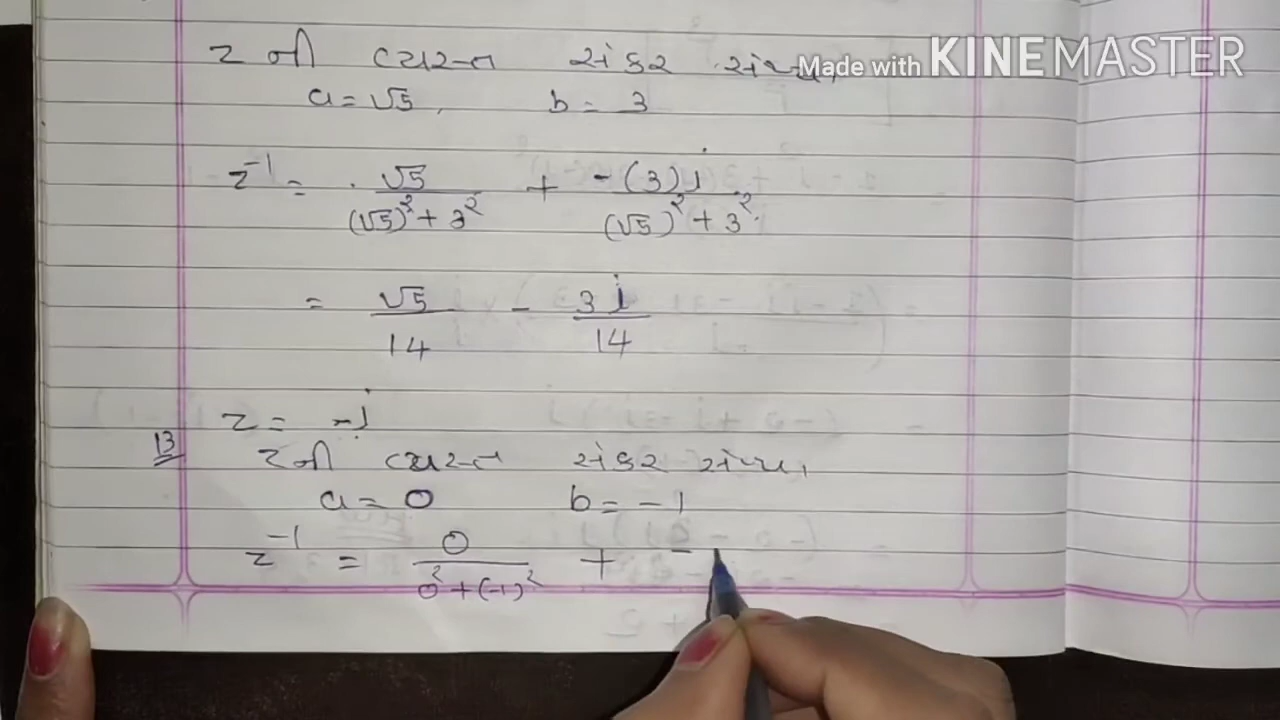 Made with KINEMASTER
z ની વ્યસ્ત સંકર સંખ્યા
a = √5, b = 3
z⁻¹ = √5 / (√5)² + 3² + -(3)i / (√5)² + 3²
= √5 / 14 - 3i / 14
13 z = -i
z ની વ્યસ્ત સંકર સંખ્યા,
a = 0 b = -1
z⁻¹ = 0 / 0² + (-1)² + -